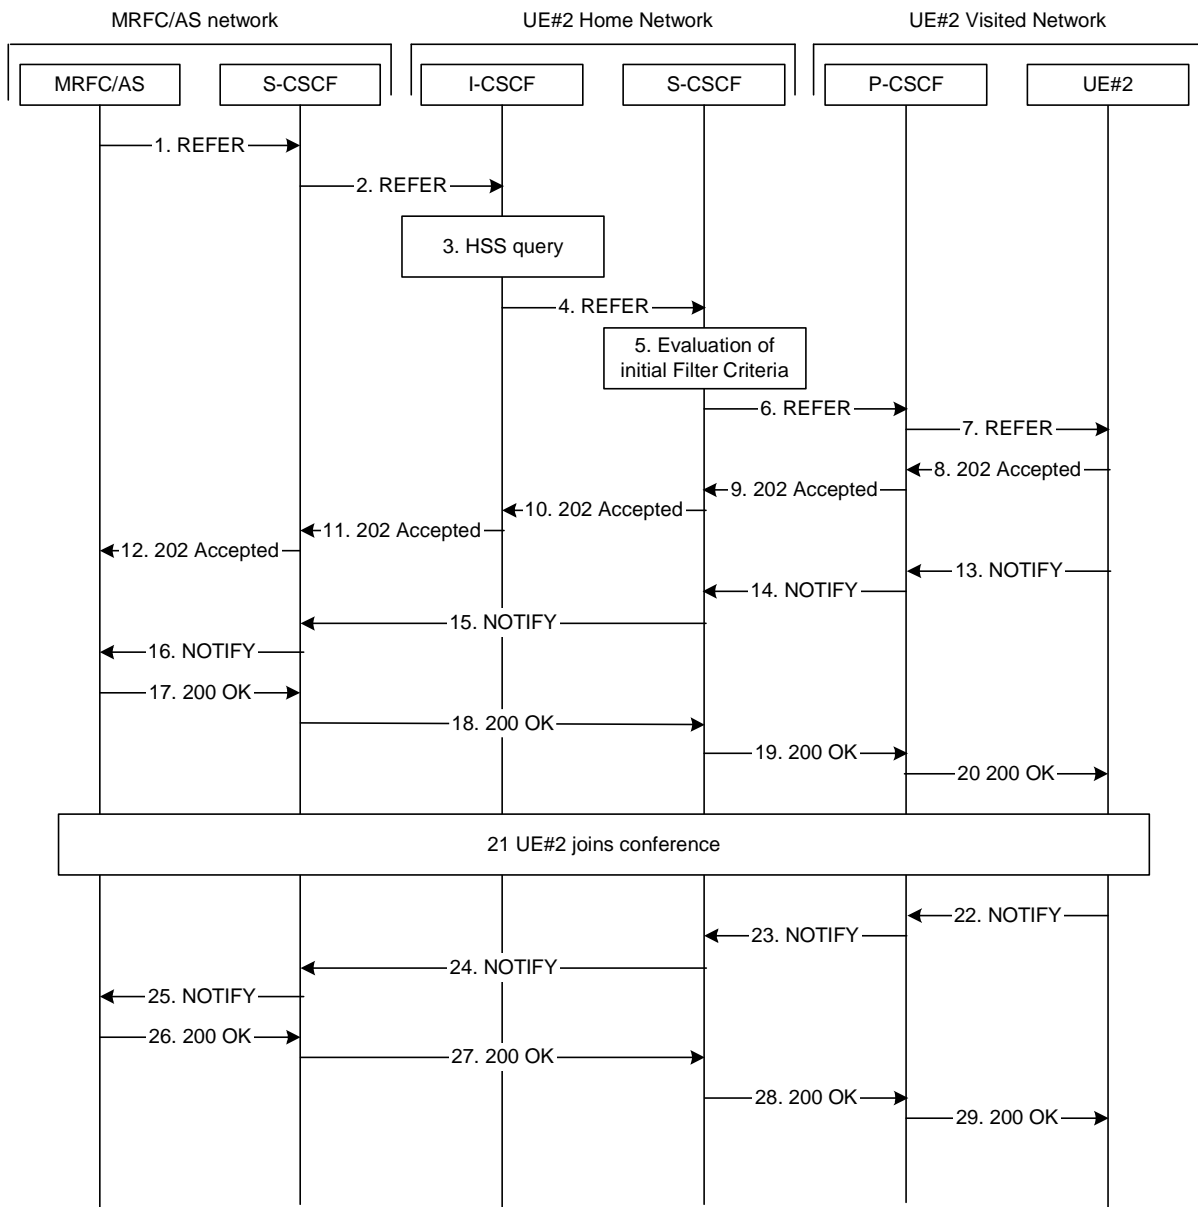 MRFC/AS network
UE#2 Home Network
UE#2 Visited Network
MRFC/AS
S-CSCF
I-CSCF
S-CSCF
P-CSCF
UE#2
1. REFER
2. REFER
3. HSS query
4. REFER
5. Evaluation of
initial Filter Criteria
6. REFER
7. REFER
8. 202 Accepted
9. 202 Accepted
10. 202 Accepted
11. 202 Accepted
12. 202 Accepted
13. NOTIFY
14. NOTIFY
15. NOTIFY
16. NOTIFY
17. 200 OK
18. 200 OK
19. 200 OK
20 200 OK
21 UE#2 joins conference
22. NOTIFY
23. NOTIFY
24. NOTIFY
25. NOTIFY
26. 200 OK
27. 200 OK
28. 200 OK
29. 200 OK